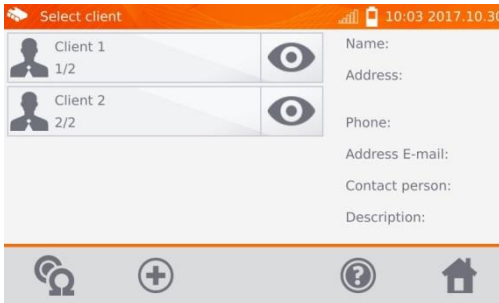 Select client
10:03 2017.10.30
Client 1
1/2
Client 2
2/2
Name:
Address:
Phone:
Address E-mail:
Contact person:
Description: